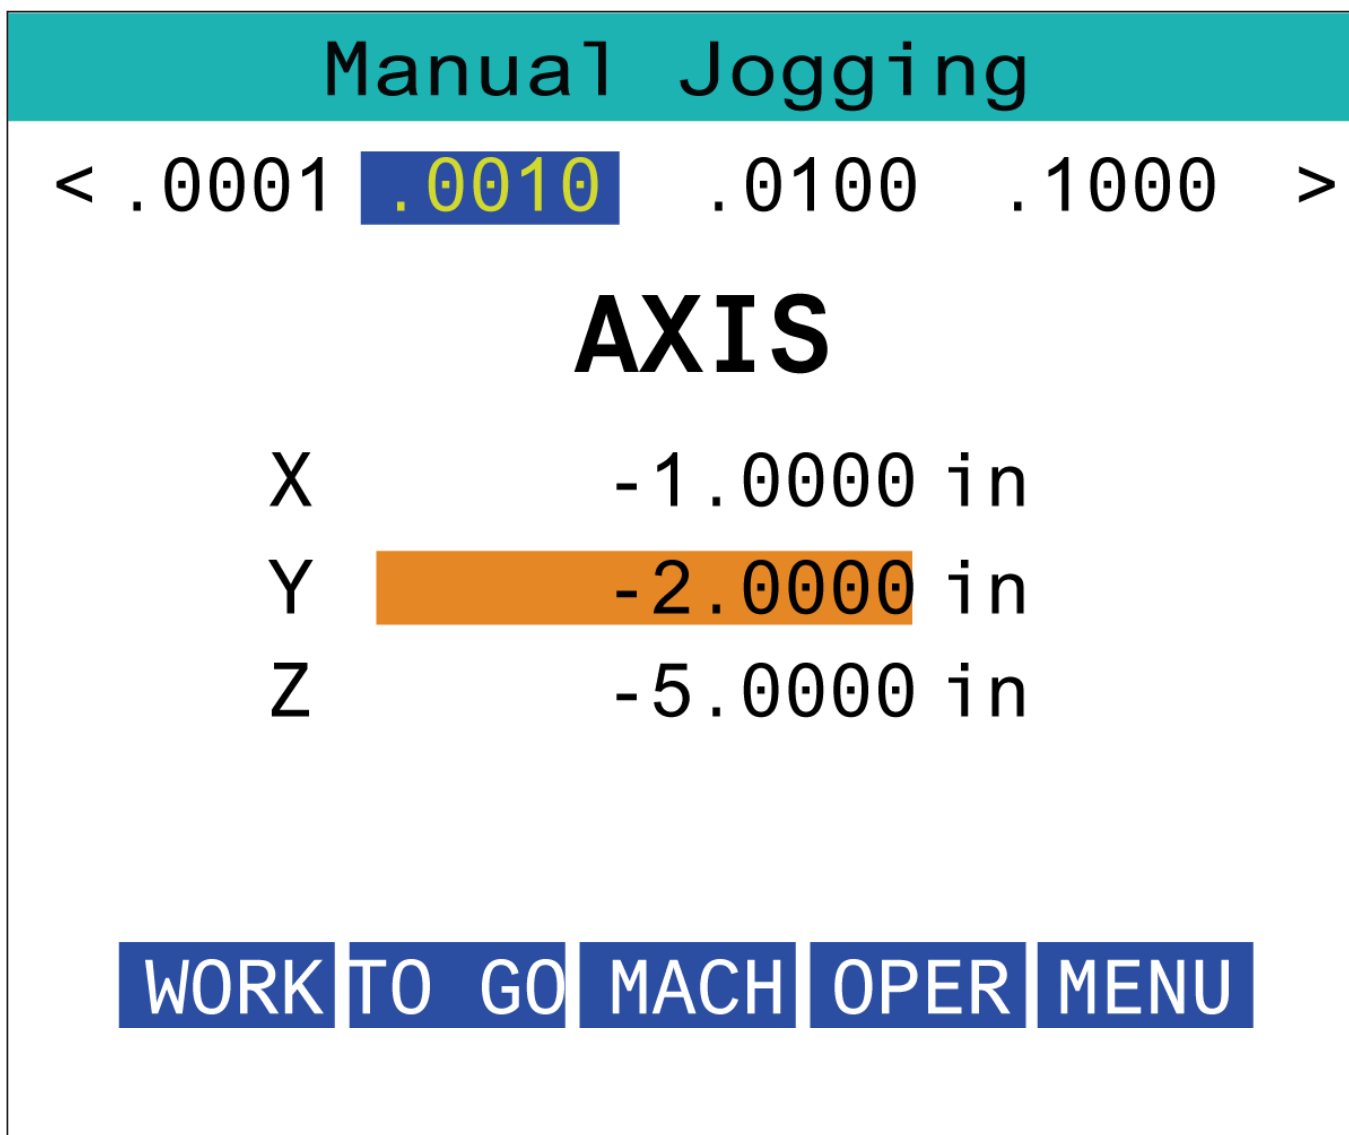 Manual Jogging
< .0001 .0010 .0100 .1000 >
AXIS
X -1.0000 in
Y -2.0000 in
Z -5.0000 in
WORK TO GO MACH OPER MENU